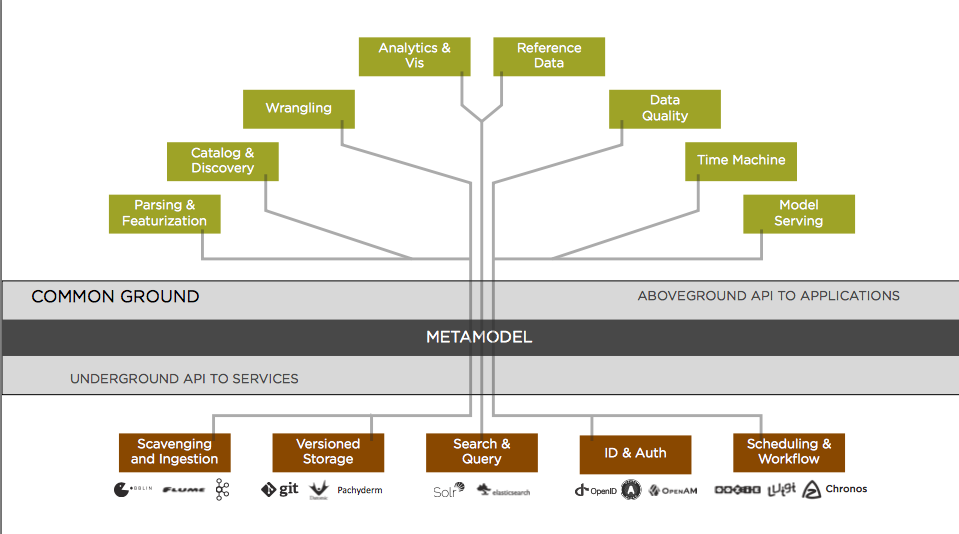 Analytics &
Vis
Reference
Data
Wrangling
Data
Quality
Catalog &
Discovery
Time Machine
Parsing &
Featurization
Model
Serving
COMMON GROUND
ABOVEGROUND API TO APPLICATIONS
METAMODEL
UNDERGROUND API TO SERVICES
Scavenging
and Ingestion
Versioned
Storage
Search &
Query
ID & Auth
Scheduling &
Workflow
FLUME
git
Pachyderm
Solr
elasticsearch
OpenID
OPENAM
Chronos